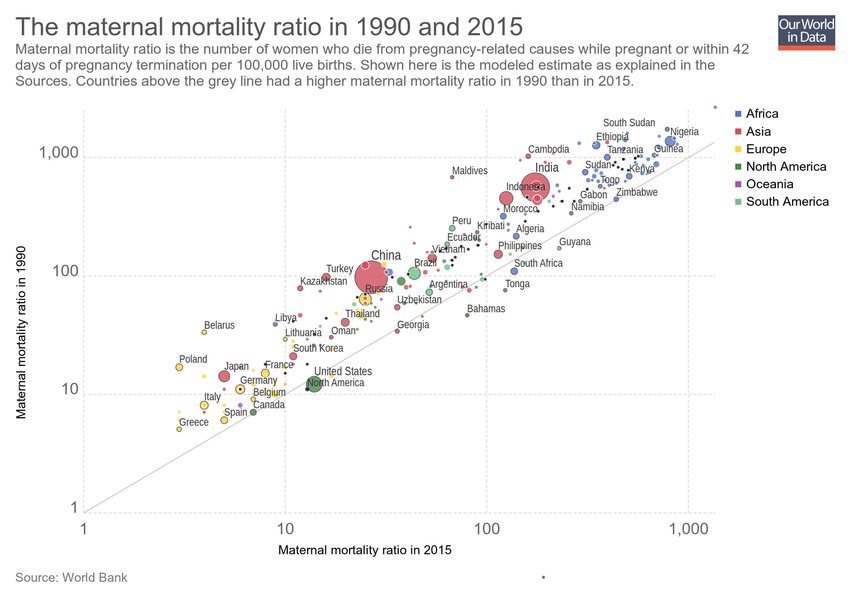 The maternal mortality ratio in 1990 and 2015
Our World
in Data
Maternal mortality ratio is the number of women who die from pregnancy-related causes while pregnant or within 42
days of pregnancy termination per 100,000 live births. Shown here is the modeled estimate as explained in the
Sources. Countries above the grey line had a higher maternal mortality ratio in 1990 than in 2015.
Africa
Asia
Europe
North America
Oceania
South America
Maternal mortality ratio in 1990
1,000
100
10
1
South Sudan
Nigeria
Ethiopia
Cambodia
Tanzania
Guinea
India
Maldives
Sudan
Kenya
Togo
Indonesia
Zimbabwe
Gabon
Morocco
Namibia
Peru
Kiribati
Algeria
Ecuador
Vietnam
Philippines
Guyana
China
Brazil
South Africa
Turkey
Kazakhstan
Russia
Argentina
Tonga
Uzbekistan
Bahamas
Libya
Thailand
Belarus
Lithuania
Oman
Georgia
South Korea
Poland
Japan
France
United States
Germany
North America
Italy
Belgium
Spain
Canada
Greece
1
10
100
1,000
Maternal mortality ratio in 2015
Source: World Bank